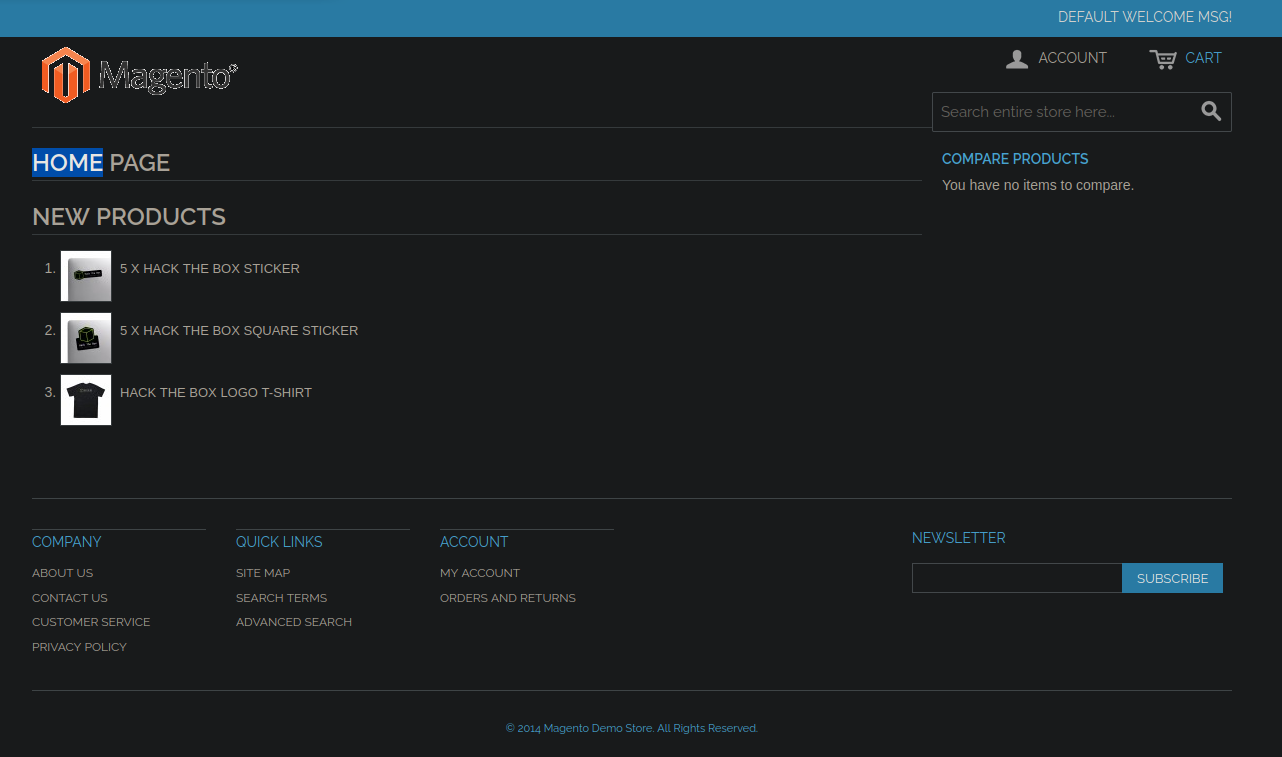 DEFAULT WELCOME MSG!
Magento
ACCOUNT
CART
Search entire store here...
HOME PAGE
COMPARE PRODUCTS
You have no items to compare.
NEW PRODUCTS
1. 5 X HACK THE BOX STICKER
2. 5 X HACK THE BOX SQUARE STICKER
3. HACK THE BOX LOGO T-SHIRT
COMPANY
ABOUT US
CONTACT US
CUSTOMER SERVICE
PRIVACY POLICY
QUICK LINKS
SITE MAP
SEARCH TERMS
ADVANCED SEARCH
ACCOUNT
MY ACCOUNT
ORDERS AND RETURNS
NEWSLETTER
SUBSCRIBE
© 2014 Magento Demo Store. All Rights Reserved.